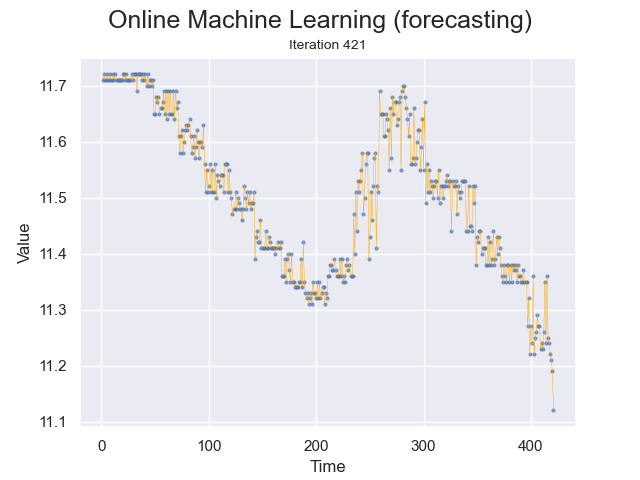 Online Machine Learning (forecasting)
Iteration 421
11.7
11.6
11.5
11.4
11.3
11.2
11.1
Value
0 100 200 300 400
Time